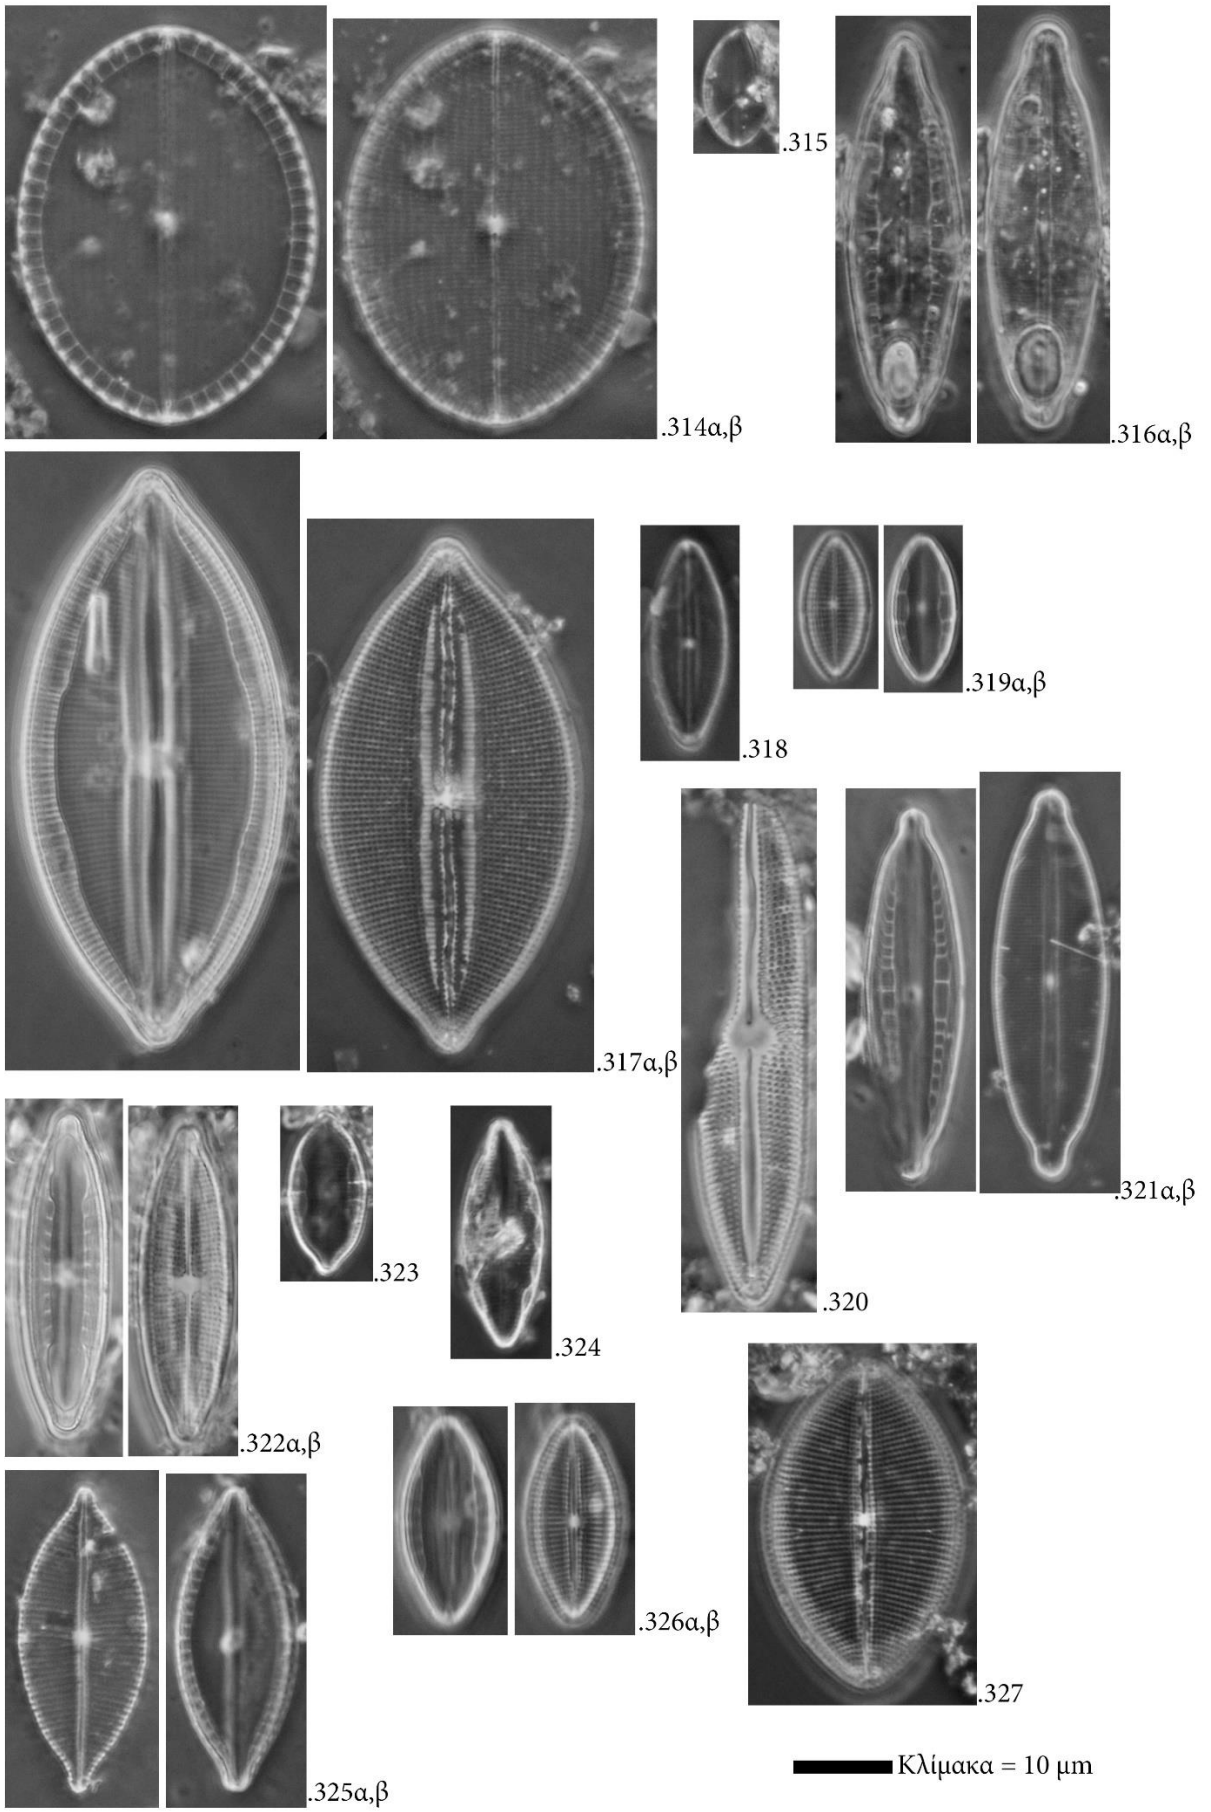 .314α,β
.315
.316α,β
.317α,β
.318
.319α,β
.320
.321α,β
.322α,β
.323
.324
.325α,β
.326α,β
.327
Κλίμακα = 10 μm